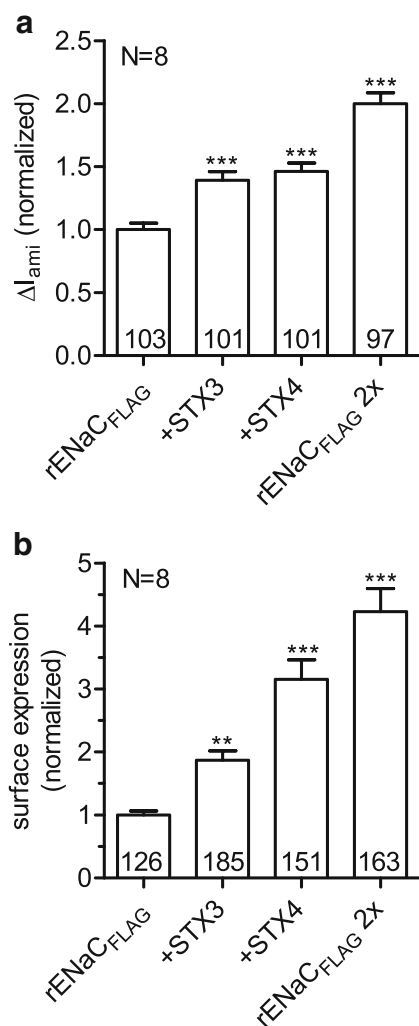 a
N=8
2.5
2.0
1.5
1.0
0.5
0.0
ΔIami (normalized)
***
***
***
103
101
101
97
rENaCFLAG
+STX3
+STX4
rENaCFLAG 2x
b
N=8
5
4
3
2
1
0
surface expression
(normalized)
**
***
***
126
185
151
163
rENaCFLAG
+STX3
+STX4
rENaCFLAG 2x